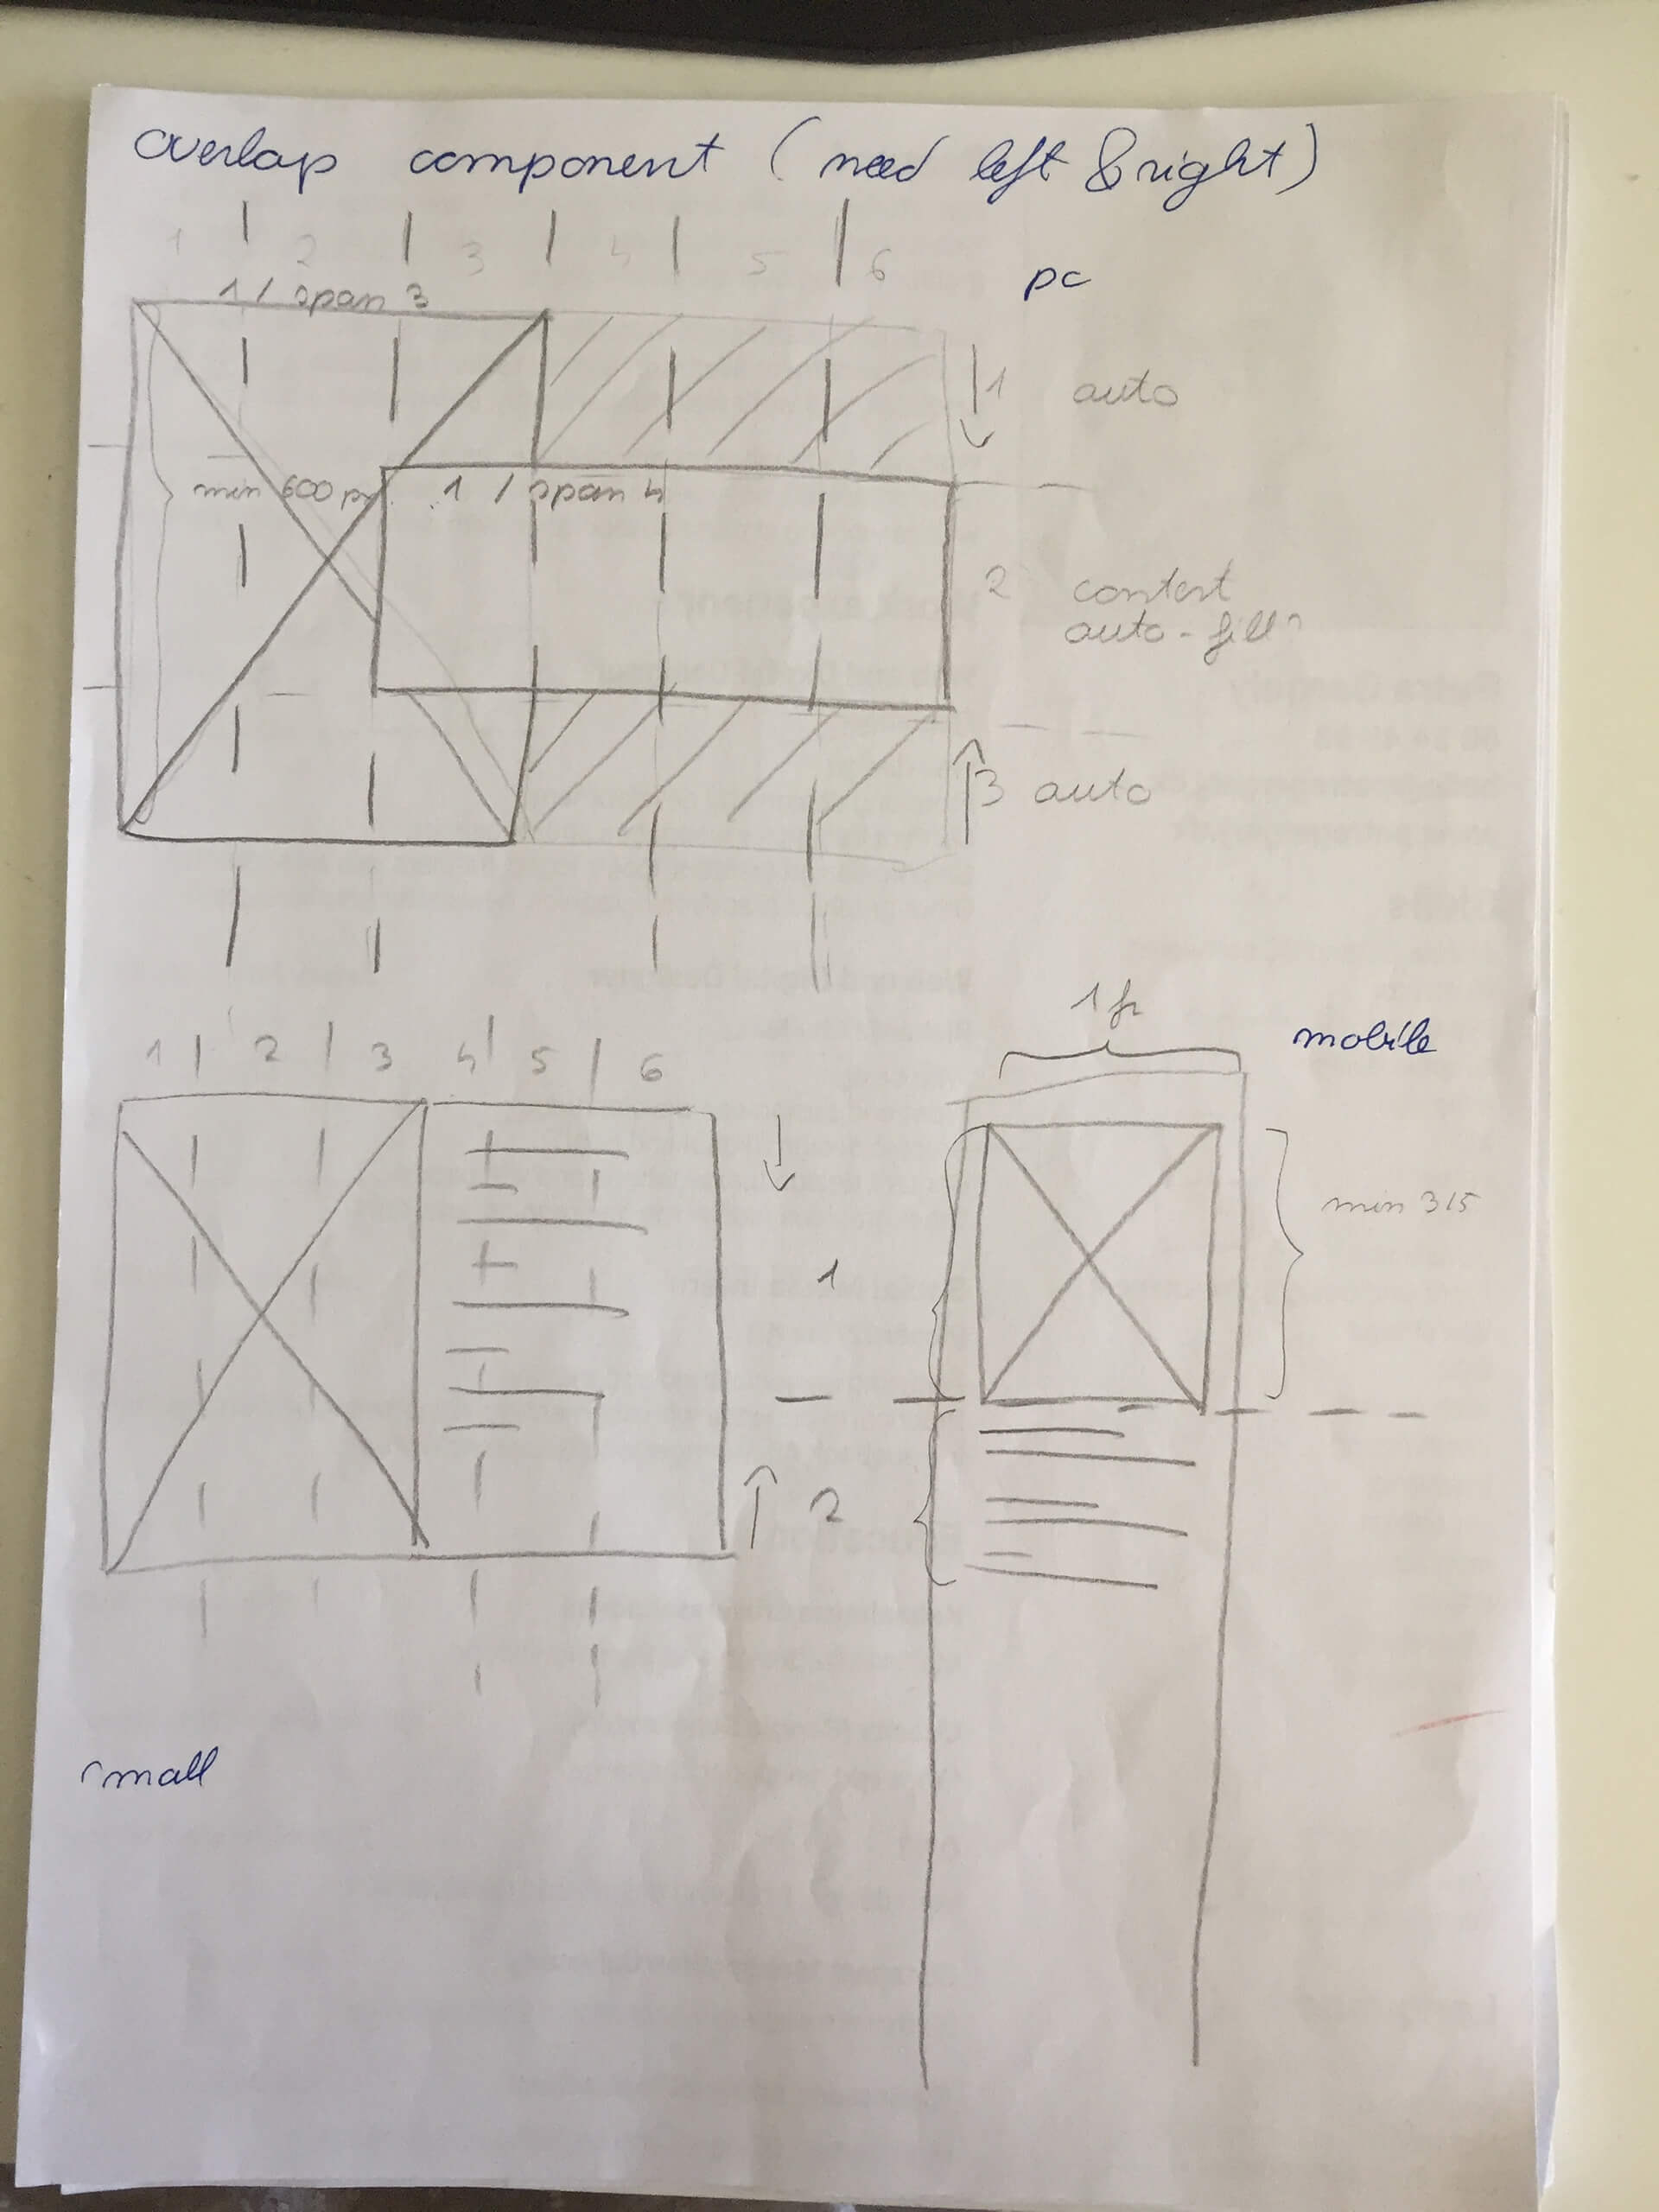 overlap component (need left & right)
1 2 3 4 5 6
pc
1 / span 3
1 auto
min 600 px
1 / span 4
2 content
auto-fill?
3 auto
1 fr
mobile
1 2 3 4 5 6
min 315
1
2
small